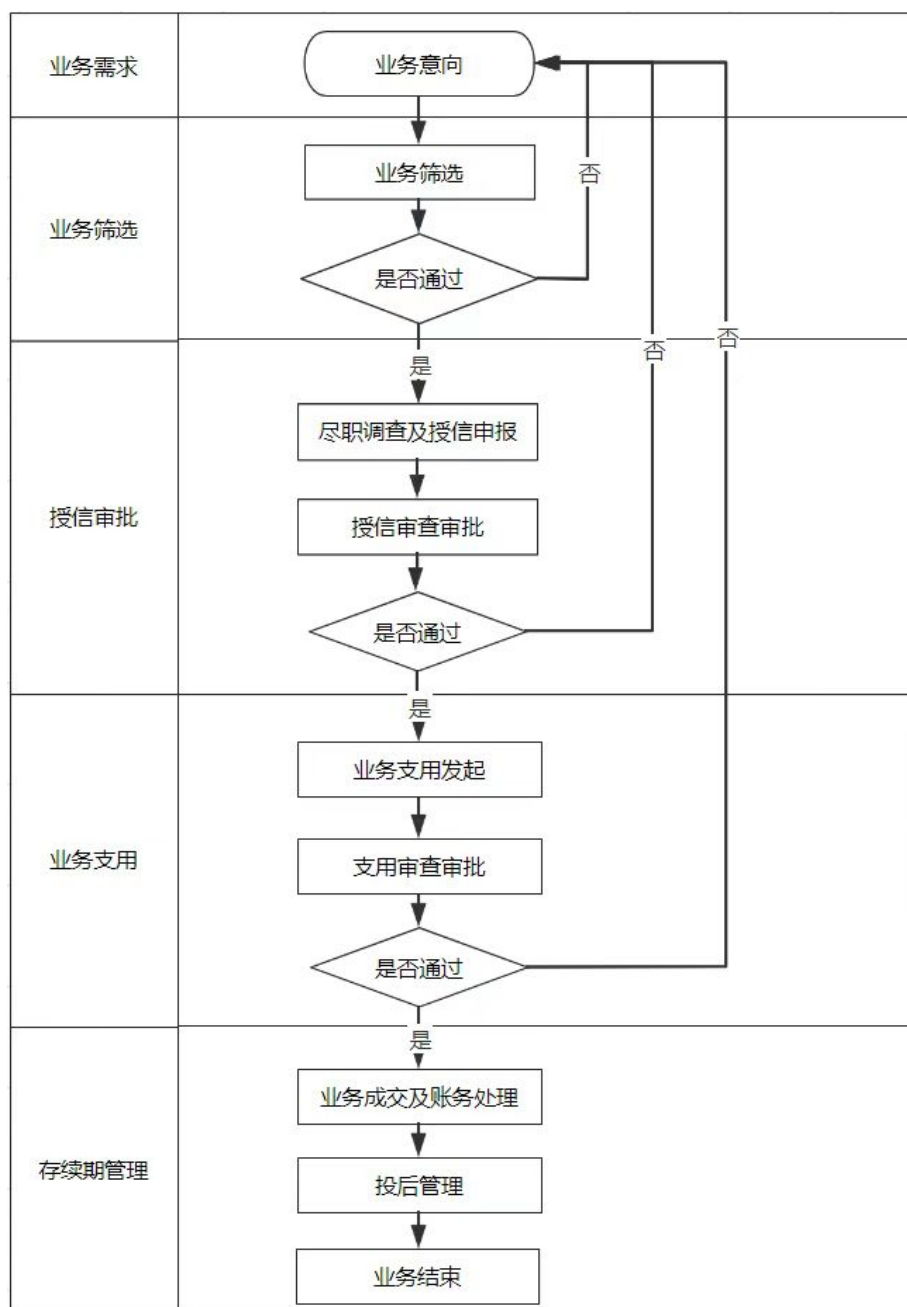 业务需求
业务意向
业务筛选
业务筛选
否
是否通过
否
否
是
尽职调查及授信申报
授信审批
授信审查审批
是否通过
是
业务支用发起
业务支用
支用审查审批
是否通过
是
业务成交及账务处理
存续期管理
投后管理
业务结束